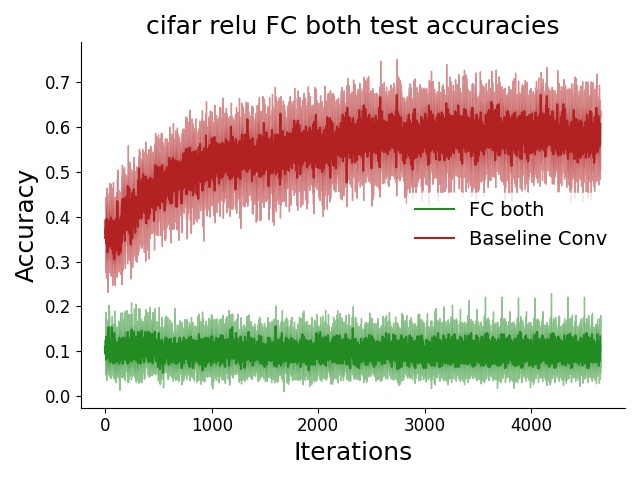 cifar relu FC both test accuracies
Accuracy
0.7
0.6
0.5
0.4
0.3
0.2
0.1
0.0
FC both
Baseline Conv
0 1000 2000 3000 4000
Iterations